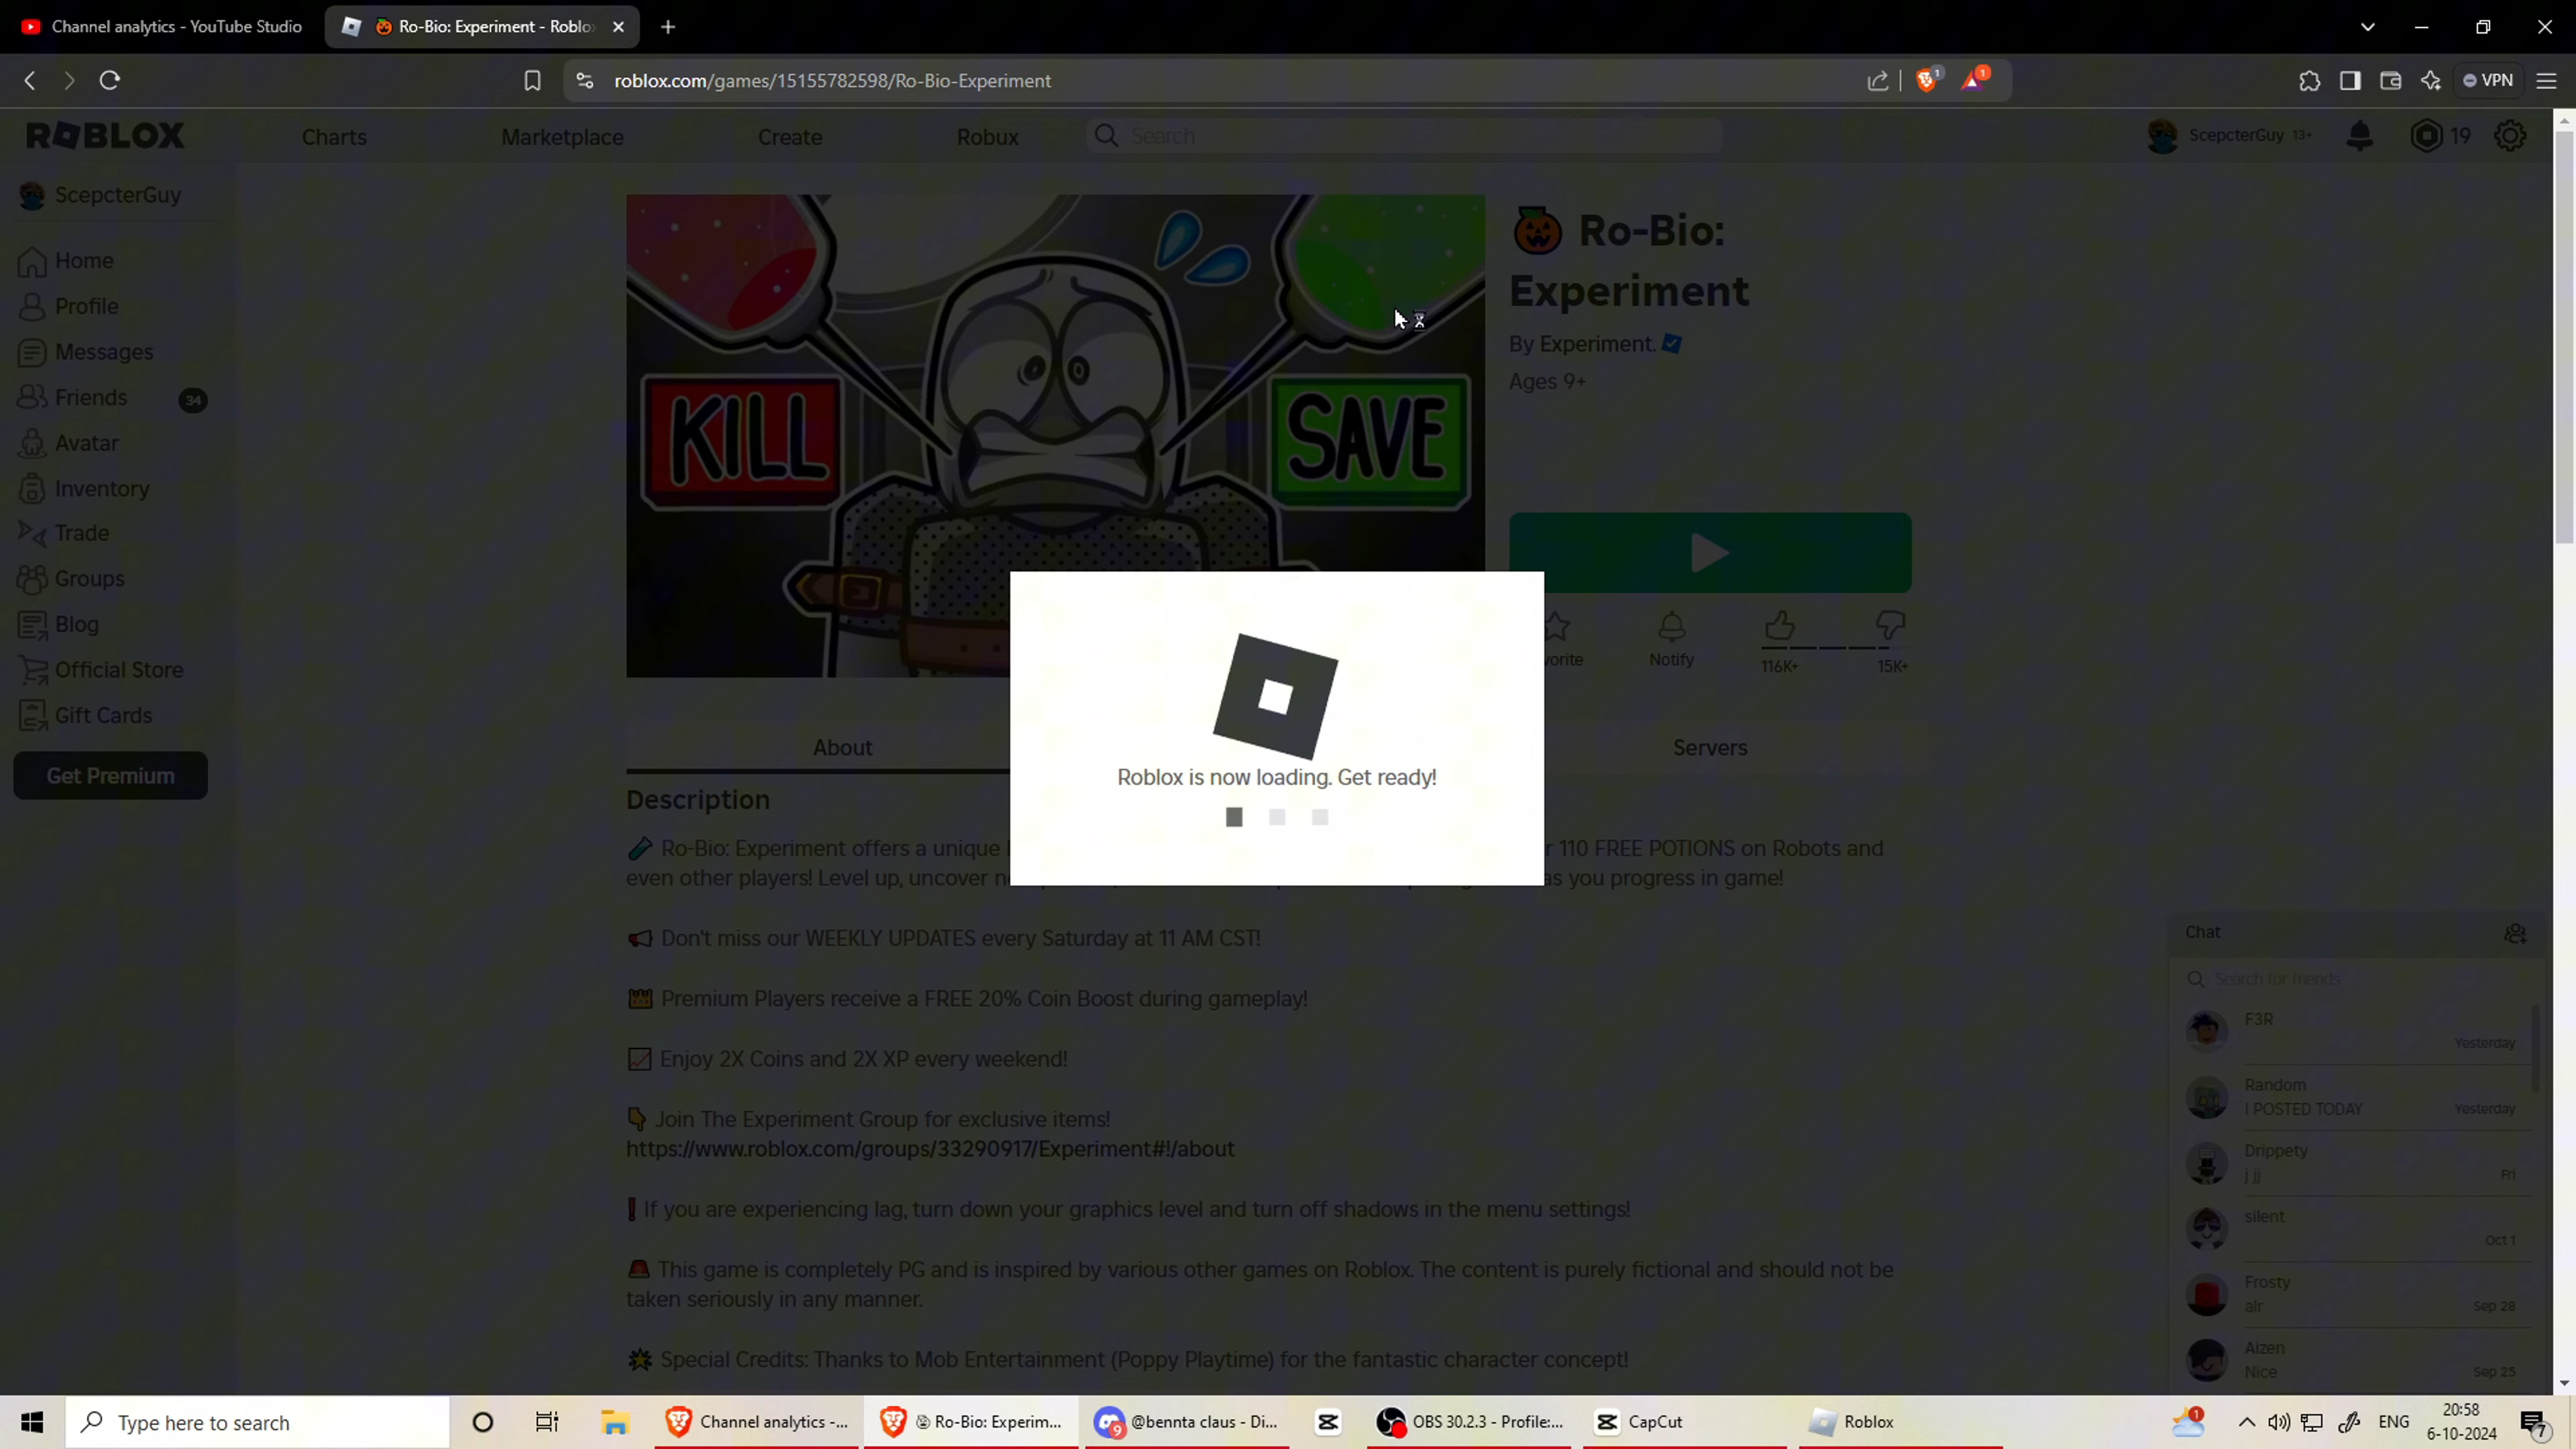 Channel analytics - YouTube Studio
🎃 Ro-Bio: Experiment - Roblo
roblox.com/games/15155782598/Ro-Bio-Experiment
1
1
VPN
ROBLOX
Charts
Marketplace
Create
Robux
Search
ScepcterGuy 13+
19
ScepcterGuy
Home
Profile
Messages
Friends 34
Avatar
Inventory
Trade
Groups
Blog
Official Store
Gift Cards
Get Premium
KILL
SAVE
🎃 Ro-Bio:
Experiment
By Experiment.
Ages 9+
vorite
Notify
116K+
15K+
Roblox is now loading. Get ready!
About
Servers
Description
🧪 Ro-Bio: Experiment offers a unique
110 FREE POTIONS on Robots and
even other players! Level up, uncover
as you progress in game!
📢 Don't miss our WEEKLY UPDATES every Saturday at 11 AM CST!
👑 Premium Players receive a FREE 20% Coin Boost during gameplay!
📈 Enjoy 2X Coins and 2X XP every weekend!
👇 Join The Experiment Group for exclusive items!
https://www.roblox.com/groups/33290917/Experiment#!/about
❗ If you are experiencing lag, turn down your graphics level and turn off shadows in the menu settings!
🚨 This game is completely PG and is inspired by various other games on Roblox. The content is purely fictional and should not be
taken seriously in any manner.
🌟 Special Credits: Thanks to Mob Entertainment (Poppy Playtime) for the fantastic character concept!
Chat
Search for friends
F3R
Yesterday
Random
I POSTED TODAY Yesterday
Drippety
j jj Fri
silent
Oct 1
Frosty
alr Sep 28
Aizen
Nice Sep 25
Type here to search
Channel analytics -...
Ro-Bio: Experim...
9
@bennta claus - Di...
OBS 30.2.3 - Profile:...
CapCut
Roblox
1
ENG
20:58
6-10-2024
7